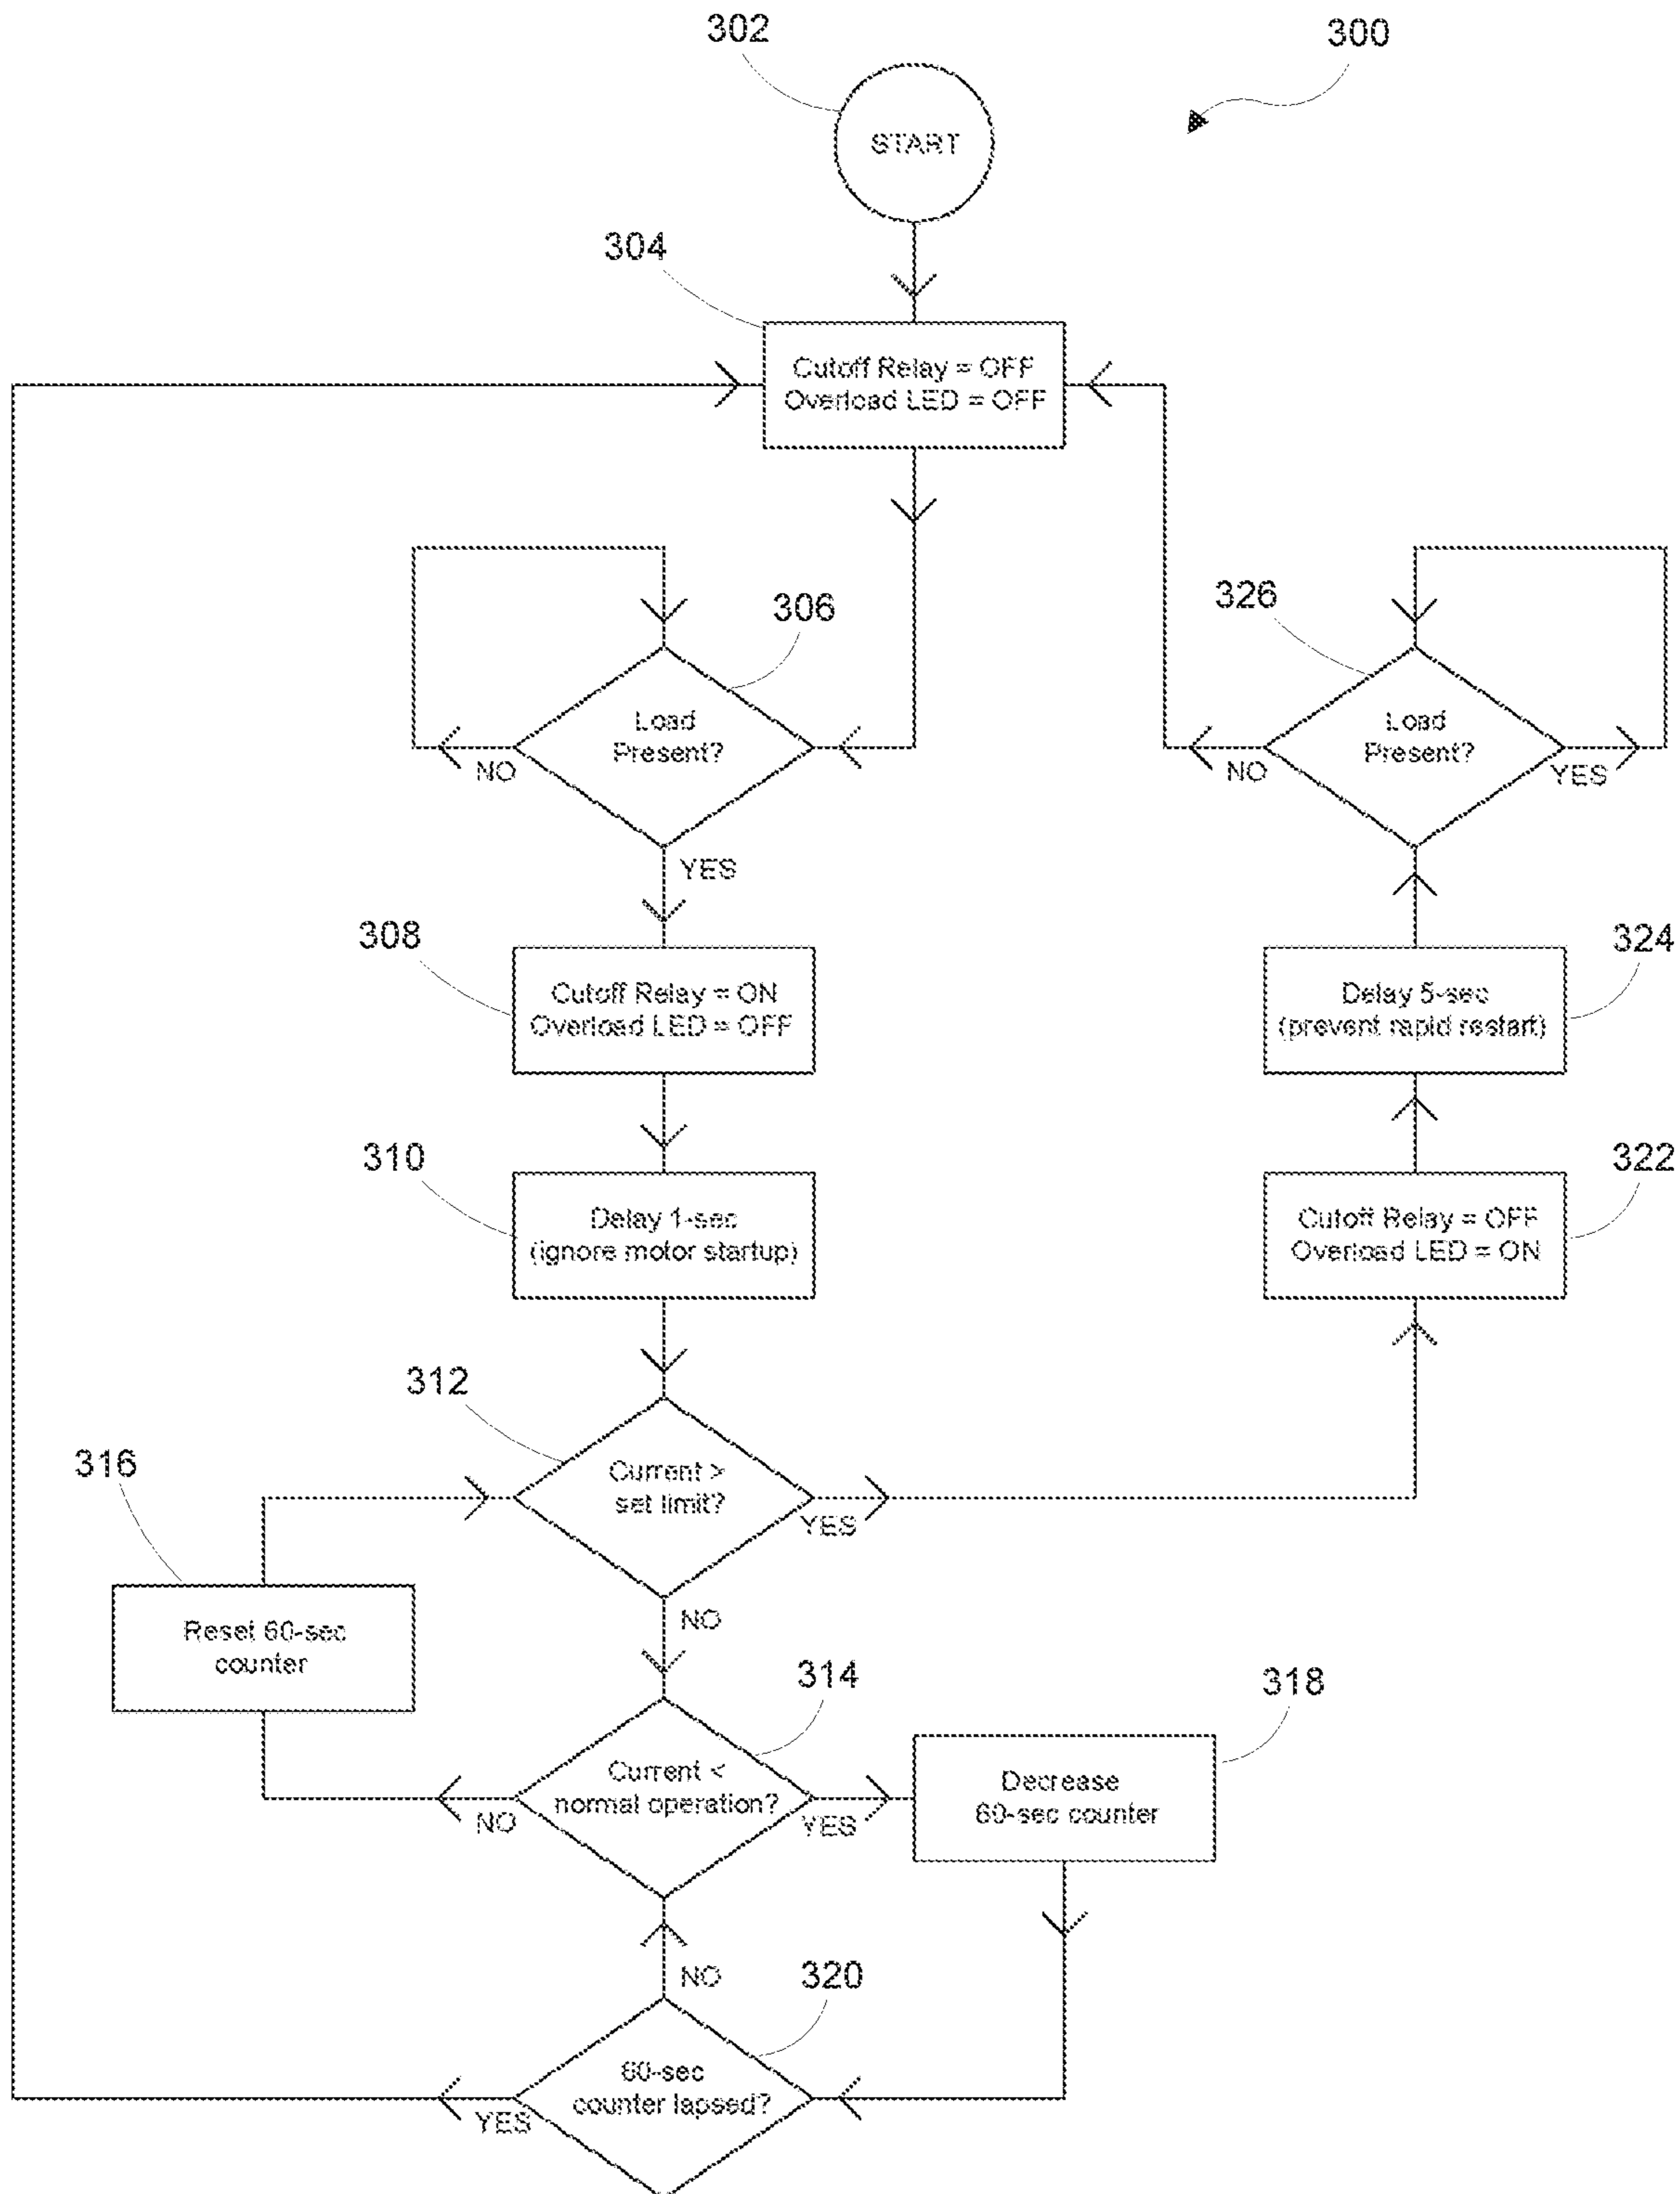 302
300
START
304
Cutoff Relay = OFF
Overload LED = OFF
306
Load
Present?
NO
YES
326
Load
Present?
NO
YES
308
Cutoff Relay = ON
Overload LED = OFF
324
Delay 5-sec
(prevent rapid restart)
310
Delay 1-sec
(ignore motor startup)
322
Cutoff Relay = OFF
Overload LED = ON
312
Current >
set limit?
YES
NO
316
Reset 60-sec
counter
314
Current <
normal operation?
NO
YES
318
Decrease
60-sec counter
NO
320
60-sec
counter lapsed?
YES